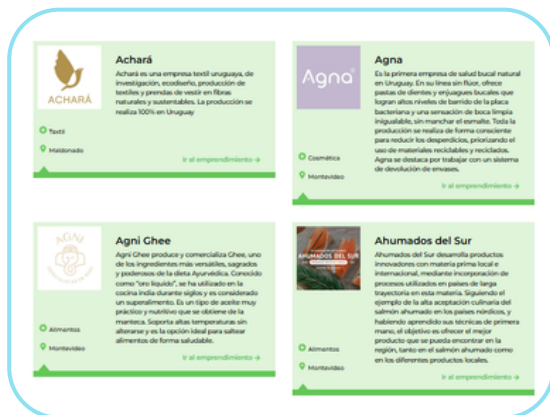 ACHARÁ
Achará
Achará es una empresa textil uruguaya, de
investigación, ecodiseño, producción de
textiles y prendas de vestir en fibras
naturales y sustentables. La producción se
realiza 100% en Uruguay
Textil
Maldonado
Ir al emprendimiento →
Agna
Agna
Es la primera empresa de salud bucal natural
en Uruguay. En su línea sin flúor, ofrece
pastas de dientes y enjuagues bucales que
logran altos niveles de barrido de la placa
bacteriana y una sensación de boca limpia
inigualable, sin manchar el esmalte. Toda la
producción se realiza de forma consciente
para reducir los desperdicios, priorizando el
uso de materiales reciclables y reciclados.
Agna se destaca por trabajar con un sistema
de devolución de envases.
Cosmética
Montevideo
Ir al emprendimiento →
AGNI
Agni Ghee
Agni Ghee produce y comercializa Ghee, uno
de los ingredientes más versátiles, sagrados
y poderosos de la dieta Ayurvédica. Conocido
como "oro líquido", se ha utilizado en la
cocina india durante siglos y es considerado
un superalimento. Es un tipo de aceite muy
práctico y nutritivo que se obtiene de la
manteca. Soporta altas temperaturas sin
alterarse y es la opción ideal para saltear
alimentos de forma saludable.
Alimentos
Montevideo
Ir al emprendimiento →
AHUMADOS DEL SUR
Ahumados del Sur
Ahumados del Sur desarrolla productos
innovadores con materia prima local e
internacional, mediante incorporación de
procesos utilizados en países de larga
trayectoria en esta materia. Siguiendo el
ejemplo de la alta aceptación culinaria del
salmón ahumado en los países nórdicos, y
habiendo aprendido sus técnicas de primera
mano, el objetivo es ofrecer el mejor
producto que se pueda encontrar en la
región, tanto en el salmón ahumado como
en los diferentes productos locales.
Alimentos
Montevideo
Ir al emprendimiento →